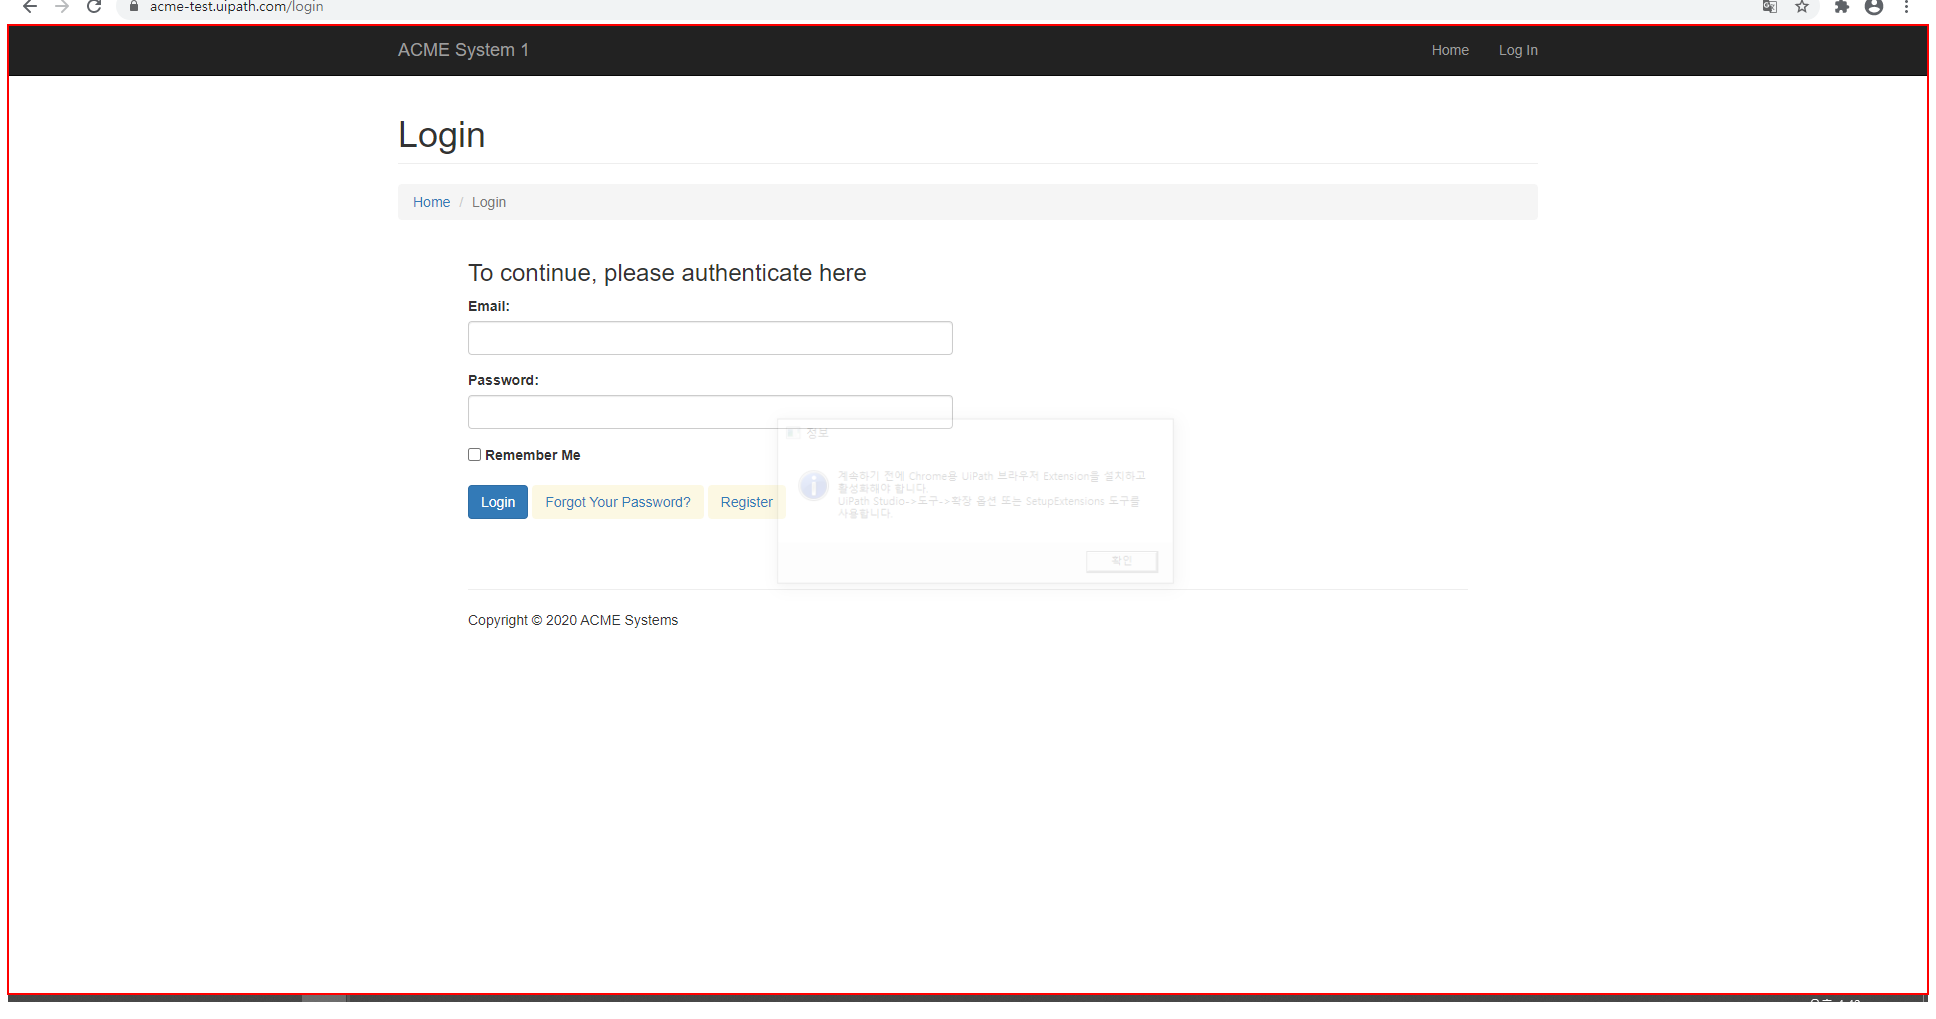 acme-test.uipath.com/login
ACME System 1
Home
Log In
Login
Home / Login
To continue, please authenticate here
Email:
Password:
정보
Remember Me
계속하기 전에 Chrome용 UiPath 브라우저 Extension을 설치하고
활성화해야 합니다.
UiPath Studio->도구->확장 옵션 또는 SetupExtensions 도구를
사용합니다.
Login
Forgot Your Password?
Register
확인
Copyright © 2020 ACME Systems